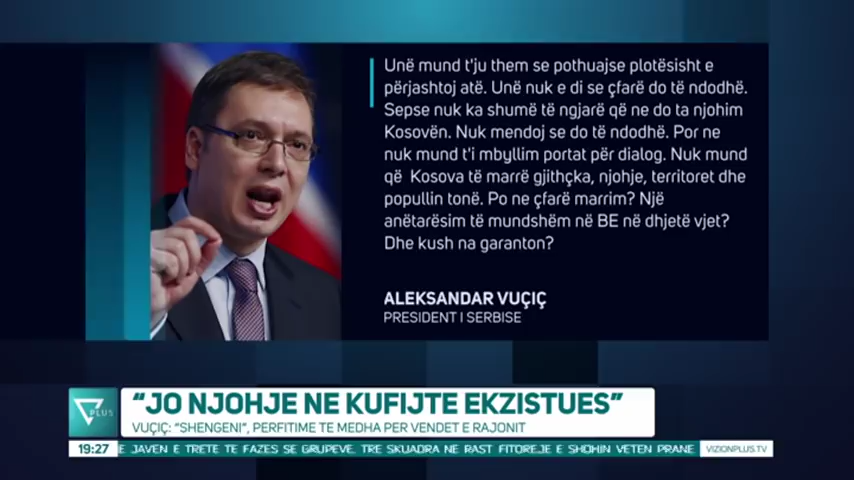 Unë mund t'ju them se pothuajse plotësisht e
përjashtoj atë. Unë nuk e di se çfarë do të ndodhë.
Sepse nuk ka shumë të ngjarë që ne do ta njohim
Kosovën. Nuk mendoj se do të ndodhë. Por ne
nuk mund t'i mbyllim portat për dialog. Nuk mund
që Kosova të marrë gjithçka, njohje, territoret dhe
popullin tonë. Po ne çfarë marrim? Një
anëtarësim të mundshëm në BE në dhjetë vjet?
Dhe kush na garanton?
ALEKSANDAR VUÇIÇ
PRESIDENT I SERBISE
PLUS
“JO NJOHJE NE KUFIJTE EKZISTUES”
VUÇIÇ: “SHENGENI”, PERFITIME TE MEDHA PER VENDET E RAJONIT
19:27 E JAVEN E TRETE TE FAZES SE GRUPEVE. TRE SKUADRA NE RAST FITOREJE E SHOHIN VETEN PRANE VIZIONPLUS.TV